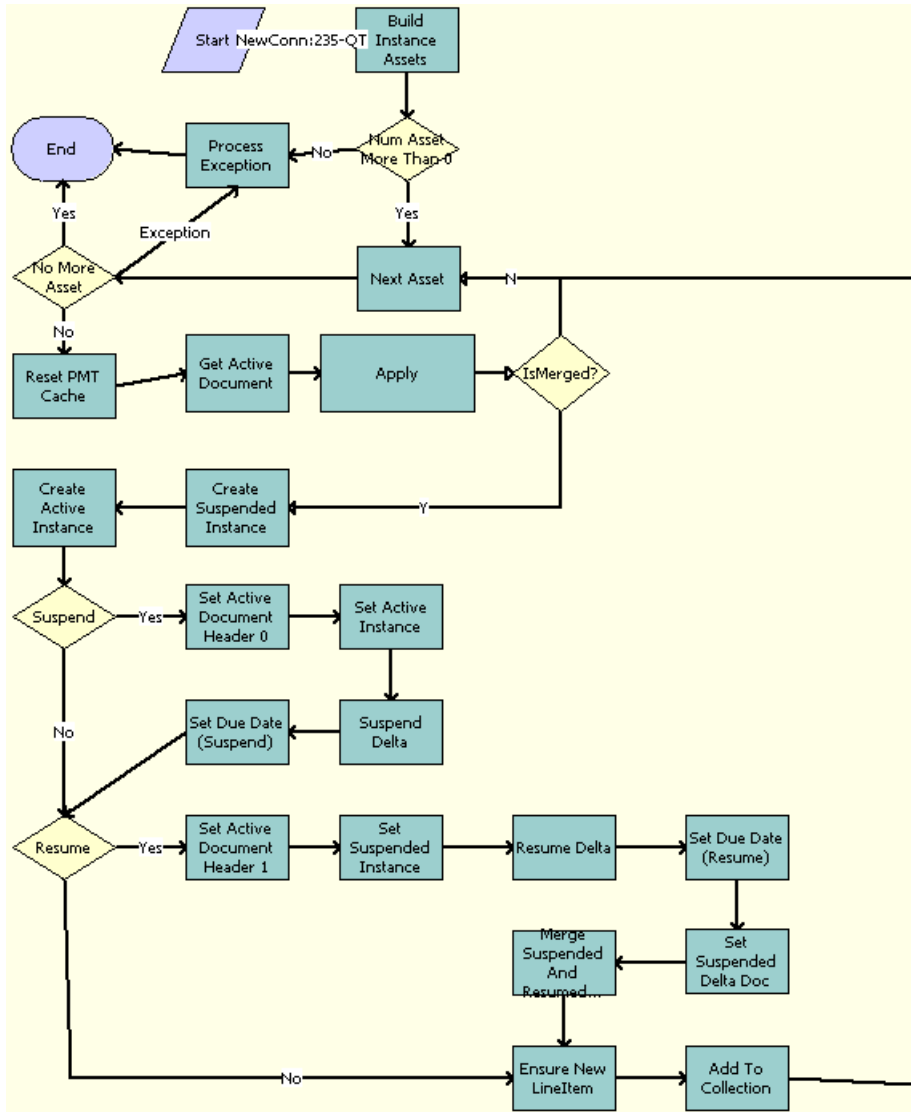 Start
NewConn:235-QT
Build
Instance
Assets
End
Process
Exception
No
Num Asset
More Than 0
Yes
Yes
Exception
No More
Asset
Next Asset
N
No
Reset PMT
Cache
Get Active
Document
Apply
IsMerged?
Create
Active
Instance
Create
Suspended
Instance
Y
Suspend
Yes
Set Active
Document
Header 0
Set Active
Instance
No
Set Due Date
(Suspend)
Suspend
Delta
Resume
Yes
Set Active
Document
Header 1
Set
Suspended
Instance
Resume Delta
Set Due Date
(Resume)
Merge
Suspended
And
Resumed...
Set
Suspended
Delta Doc
No
Ensure New
LineItem
Add To
Collection